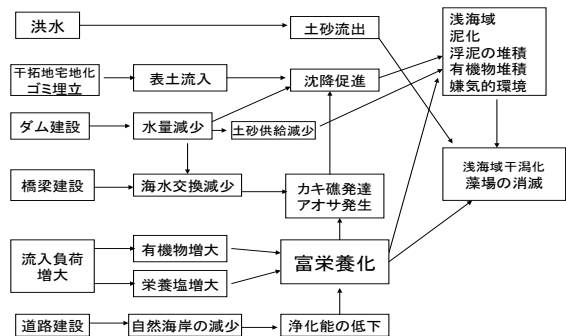 洪水
土砂流出
浅海域
泥化
浮泥の堆積
有機物堆積
嫌気的環境
干拓地宅地化
ゴミ埋立
表土流入
沈降促進
ダム建設
水量減少
土砂供給減少
浅海域干潟化
藻場の消滅
橋梁建設
海水交換減少
カキ礁発達
アオサ発生
流入負荷
増大
有機物増大
栄養塩増大
富栄養化
道路建設
自然海岸の減少
浄化能の低下